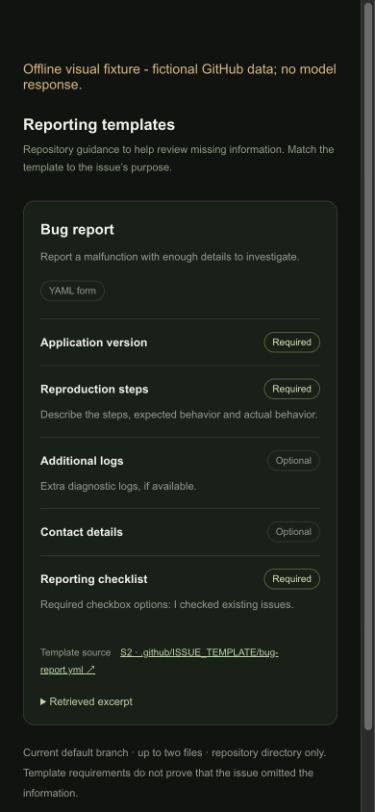 Offline visual fixture - fictional GitHub data; no model
response.
Reporting templates
Repository guidance to help review missing information. Match the
template to the issue's purpose.
Bug report
Report a malfunction with enough details to investigate.
YAML form
Application version Required
Reproduction steps Required
Describe the steps, expected behavior and actual behavior.
Additional logs Optional
Extra diagnostic logs, if available.
Contact details Optional
Reporting checklist Required
Required checkbox options: I checked existing issues.
Template source S2 · .github/ISSUE_TEMPLATE/bug-
report.yml ↗
▶ Retrieved excerpt
Current default branch · up to two files · repository directory only.
Template requirements do not prove that the issue omitted the
information.